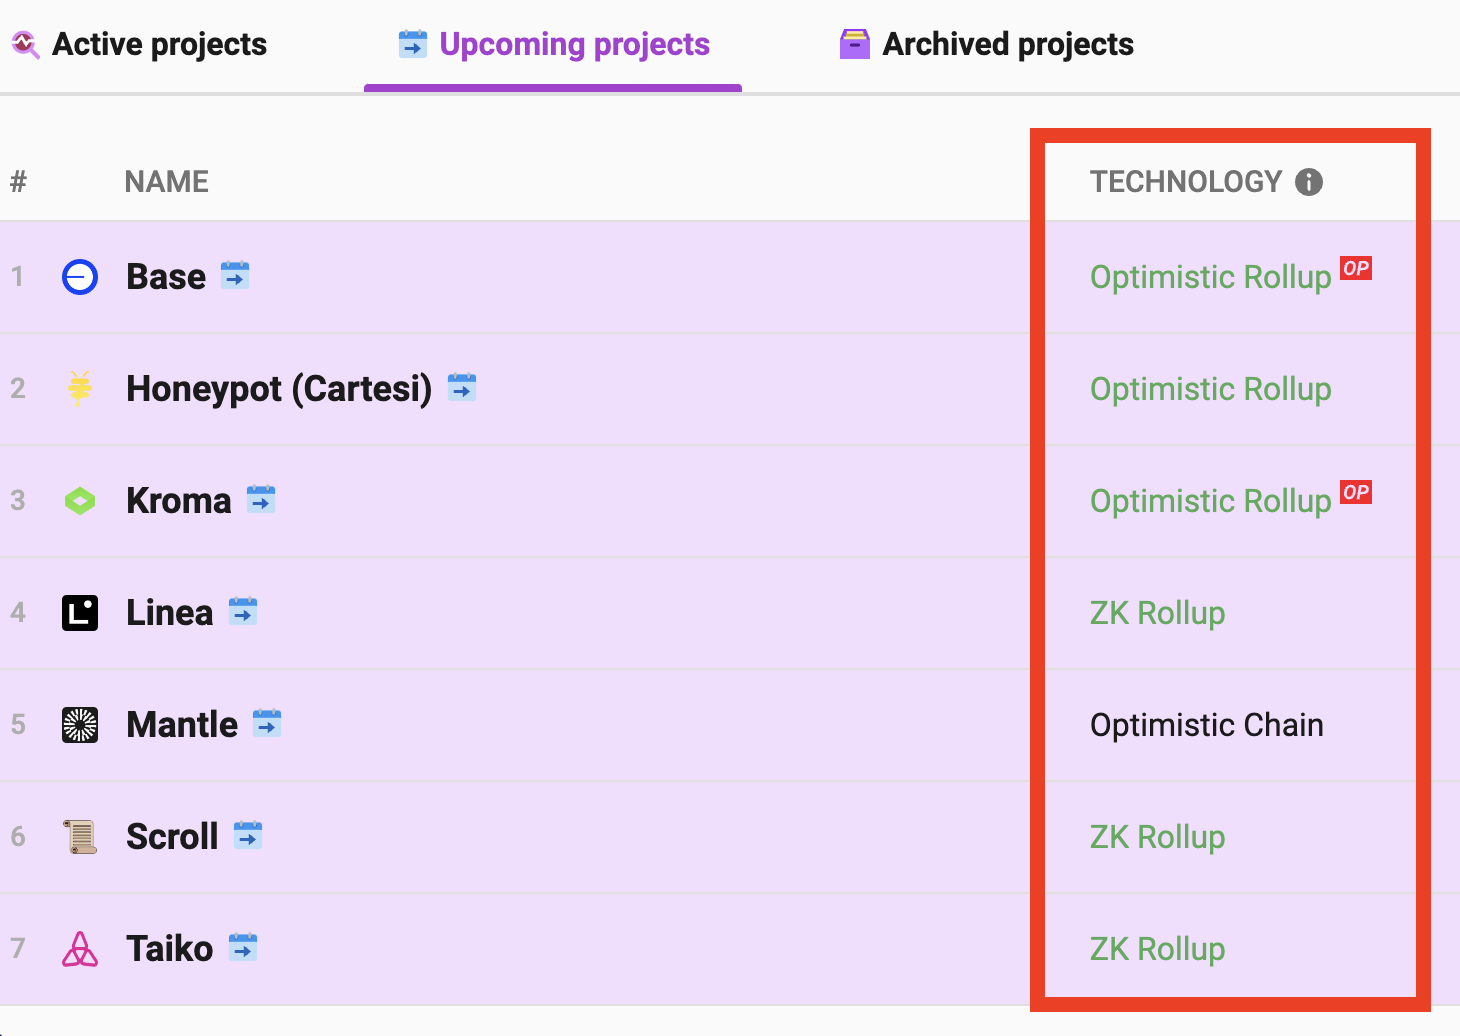 Active projects Upcoming projects Archived projects
# NAME TECHNOLOGY i
1 Base Optimistic Rollup OP
2 Honeypot (Cartesi) Optimistic Rollup
3 Kroma Optimistic Rollup OP
4 Linea ZK Rollup
5 Mantle Optimistic Chain
6 Scroll ZK Rollup
7 Taiko ZK Rollup